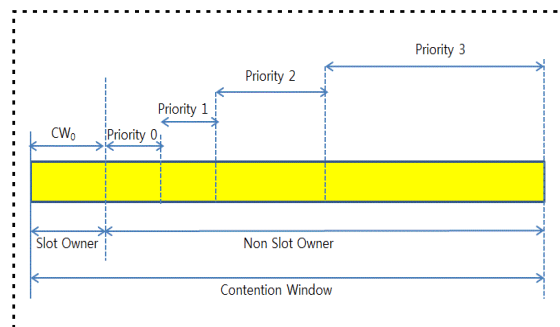 Priority 3
Priority 2
Priority 1
CW₀ Priority 0
Slot Owner Non Slot Owner
Contention Window